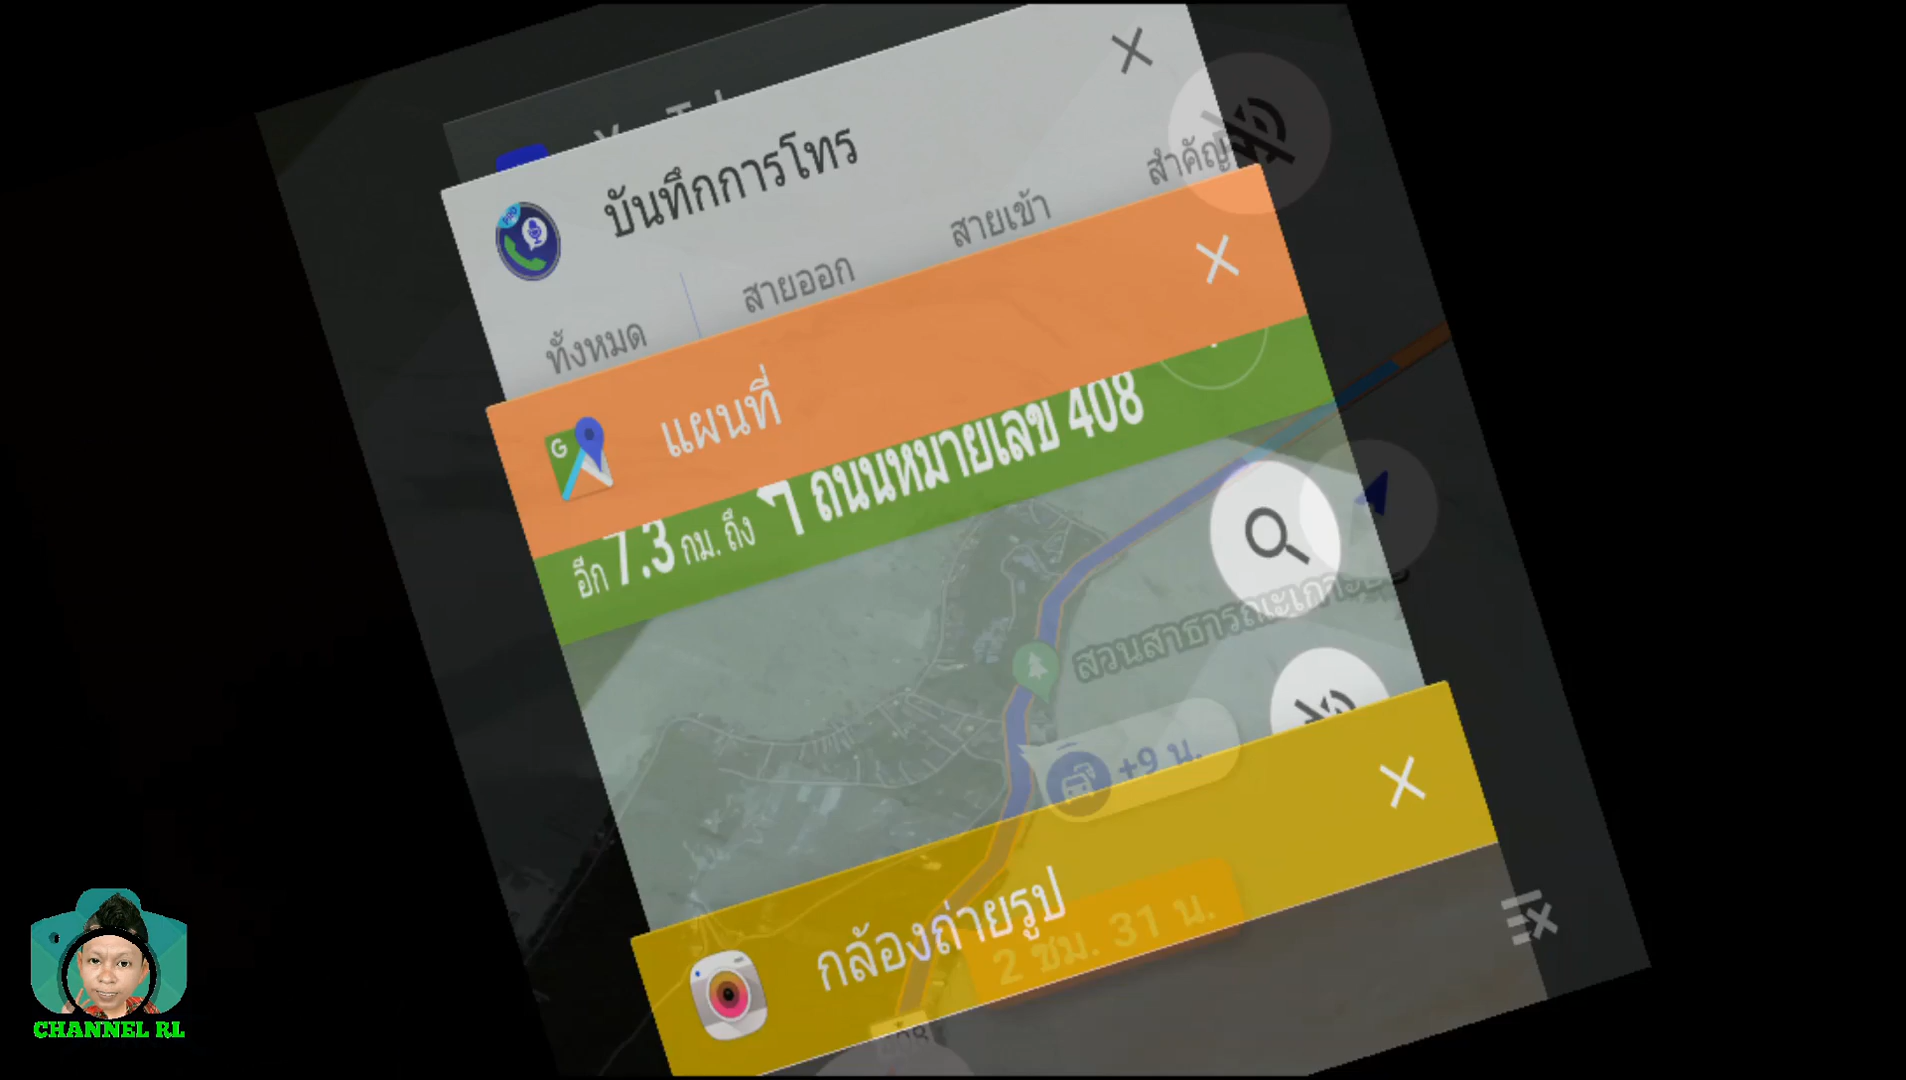 บันทึกการโทร
ทั้งหมด
สายออก
สายเข้า
สำคัญ
แผนที่
อีก 7.3 กม. ถึง ถนนหมายเลข 408
+9 น.
กล้องถ่ายรูป
2 ชม. 31 น.
CHANNEL RL